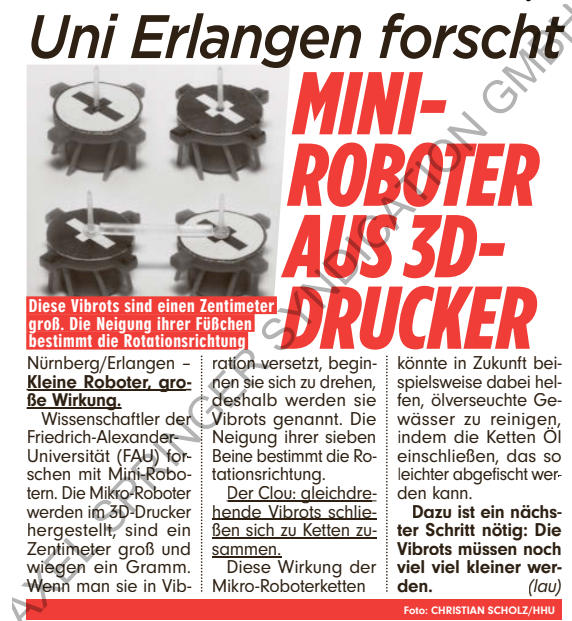 Uni Erlangen forscht
MINI-
ROBOTER
AUS 3D-
DRUCKER
Diese Vibrots sind einen Zentimeter
groß. Die Neigung ihrer Füßchen
bestimmt die Rotationsrichtung
Nürnberg/Erlangen –
Kleine Roboter, gro-
ße Wirkung.
Wissenschaftler der
Friedrich-Alexander-
Universität (FAU) for-
schen mit Mini-Robo-
tern. Die Mikro-Roboter
werden im 3D-Drucker
hergestellt, sind ein
Zentimeter groß und
wiegen ein Gramm.
Wenn man sie in Vib-
ration versetzt, begin-
nen sie sich zu drehen,
deshalb werden sie
Vibrots genannt. Die
Neigung ihrer sieben
Beine bestimmt die Ro-
tationsrichtung.
Der Clou: gleichdre-
hende Vibrots schlie-
ßen sich zu Ketten zu-
sammen.
Diese Wirkung der
Mikro-Roboterketten
könnte in Zukunft bei-
spielsweise dabei hel-
fen, ölverseuchte Ge-
wässer zu reinigen,
indem die Ketten Öl
einschließen, das so
leichter abgefischt wer-
den kann.
Dazu ist ein nächs-
ter Schritt nötig: Die
Vibrots müssen noch
viel viel kleiner wer-
den. (lau)
Foto: CHRISTIAN SCHOLZ/HHU
AXEL SPRINGER SYNDICATION GMBH